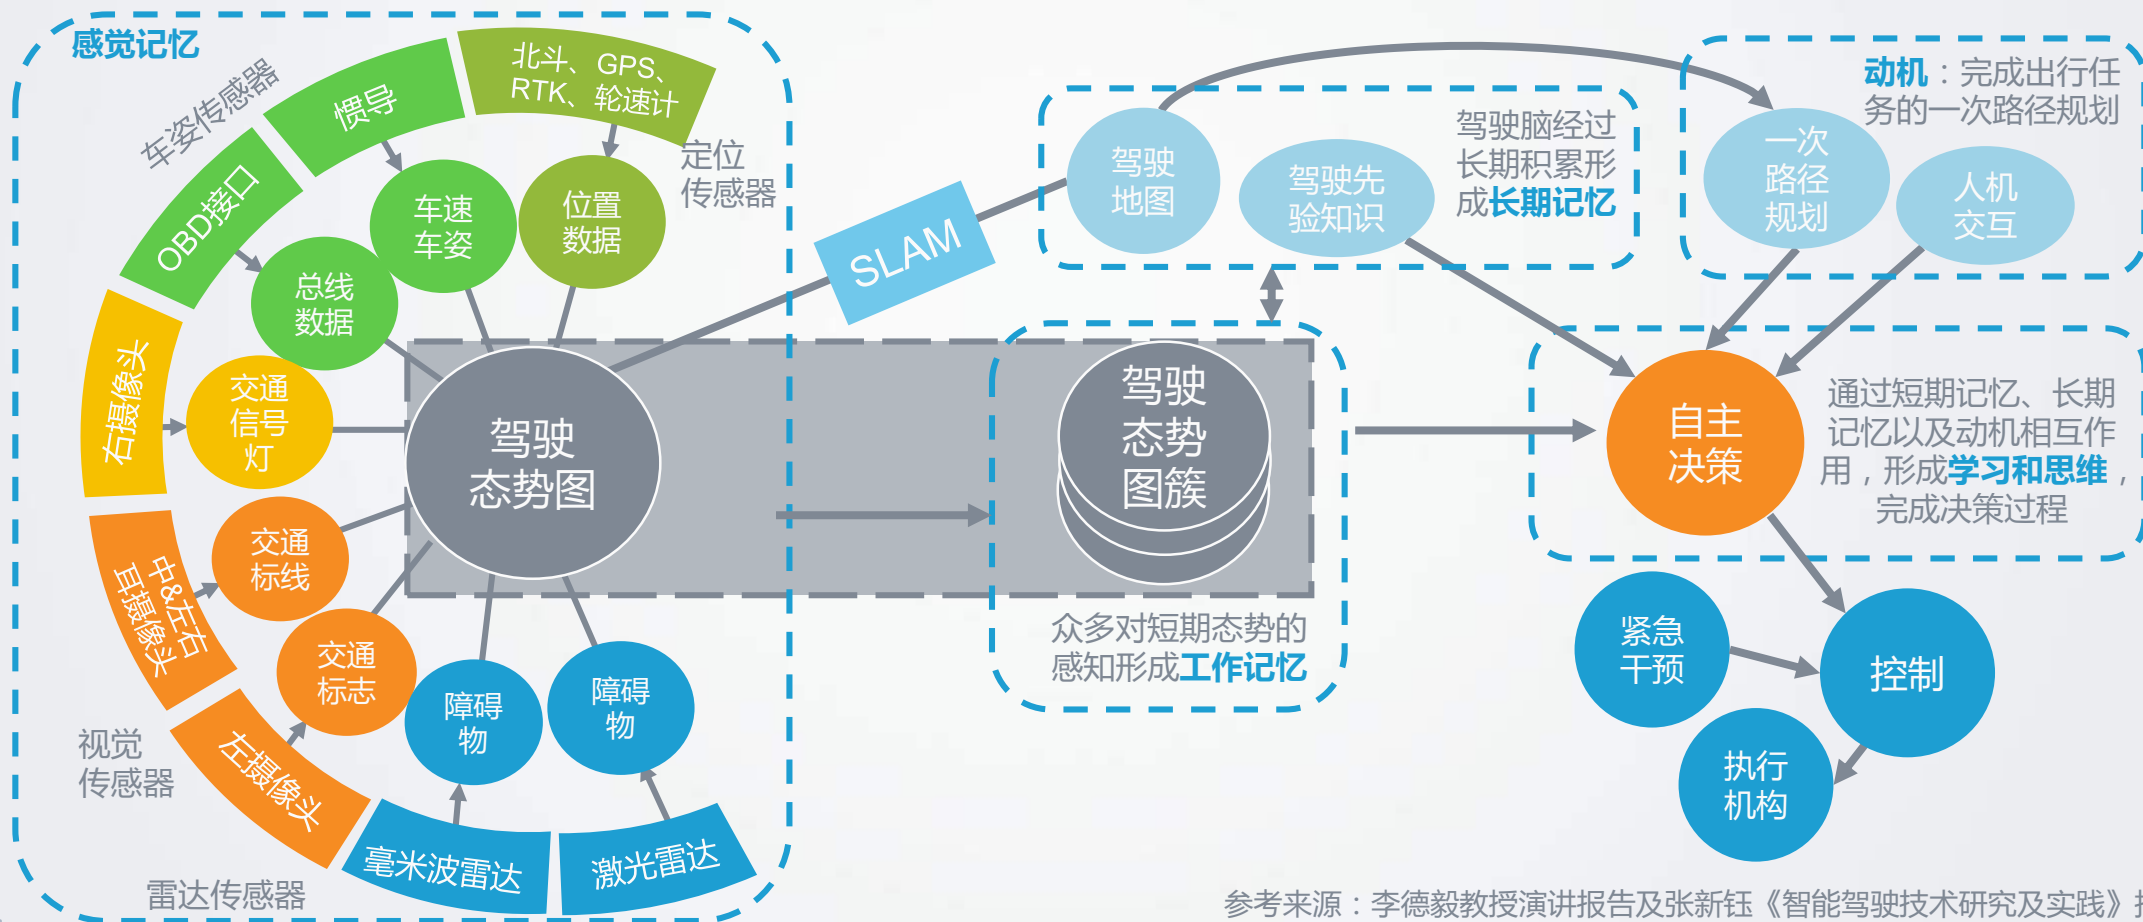 感觉记忆
车姿传感器
惯导
北斗、GPS、
RTK、轮速计
定位
传感器
OBD接口
车速
车姿
位置
数据
总线
数据
右摄像头
交通
信号
灯
中&左右
耳摄像头
交通
标线
交通
标志
左摄像头
视觉
传感器
障碍
物
障碍
物
毫米波雷达
激光雷达
雷达传感器
驾驶
态势图
SLAM
驾驶
地图
驾驶先
验知识
驾驶脑经过
长期积累形
成长期记忆
驾驶
态势
图簇
众多对短期态势的
感知形成工作记忆
动机：完成出行任
务的一次路径规划
一次
路径
规划
人机
交互
自主
决策
通过短期记忆、长期
记忆以及动机相互作
用，形成学习和思维，
完成决策过程
紧急
干预
控制
执行
机构
参考来源：李德毅教授演讲报告及张新钰《智能驾驶技术研究及实践》